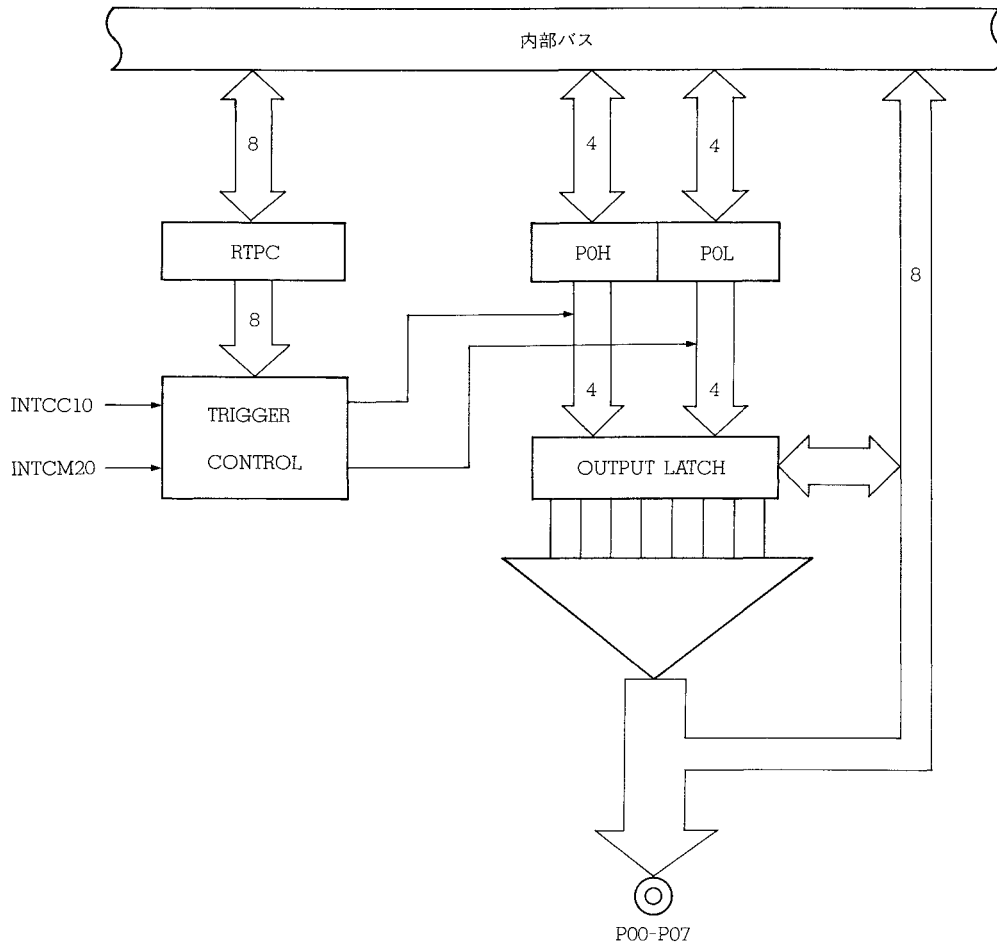 内部バス
8
4
4
RTPC
P0H
P0L
8
8
INTCC10
INTCM20
TRIGGER
CONTROL
4
4
OUTPUT LATCH
P00-P07